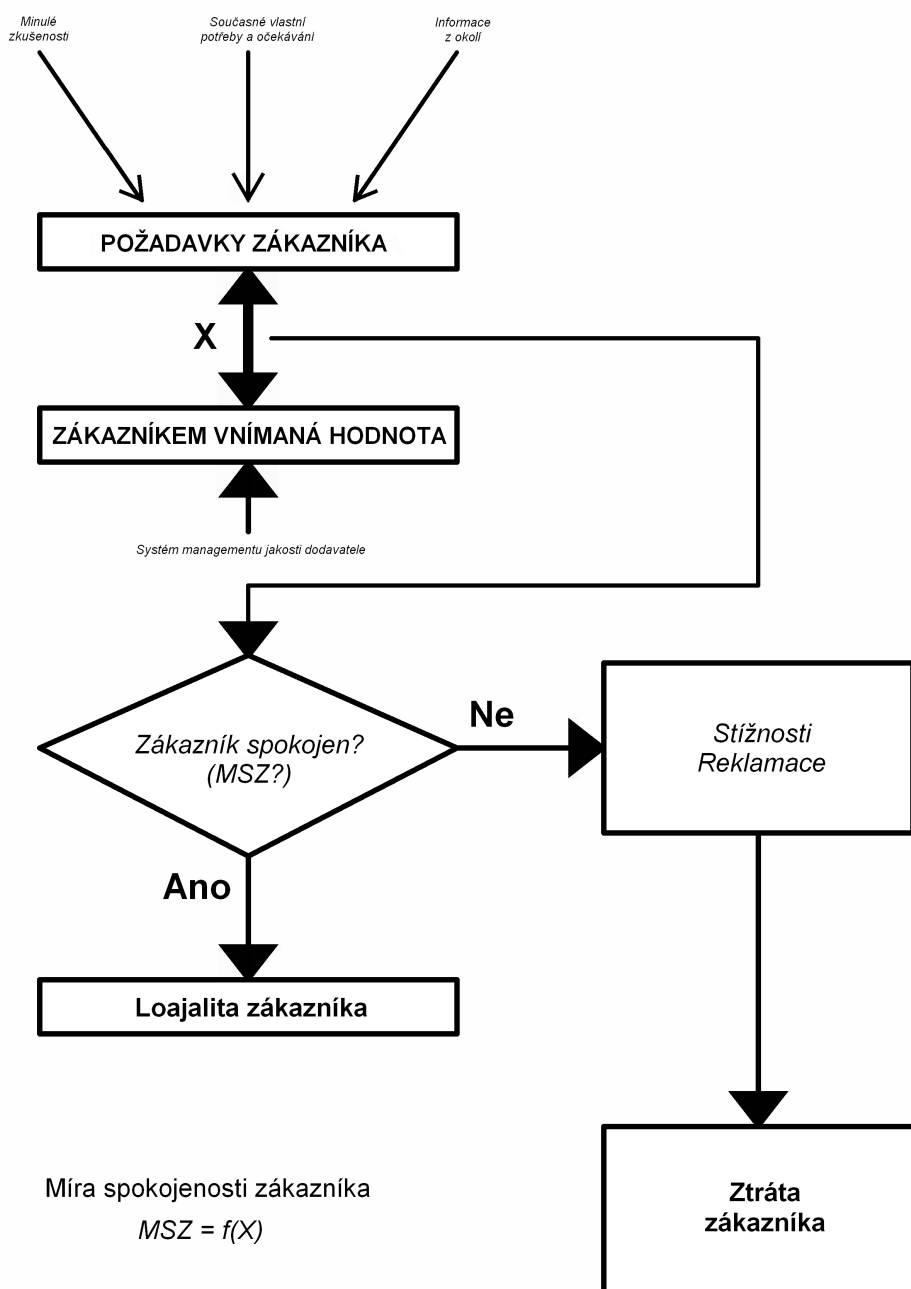 Minulé
zkušenosti
Současné vlastní
potřeby a očekávání
Informace
z okolí
POŽADAVKY ZÁKAZNÍKA
X
ZÁKAZNÍKEM VNÍMANÁ HODNOTA
Systém managementu jakosti dodavatele
Zákazník spokojen?
(MSZ?)
Ne
Stížnosti
Reklamace
Ano
Loajalita zákazníka
Ztráta
zákazníka
Míra spokojenosti zákazníka
MSZ = f(X)